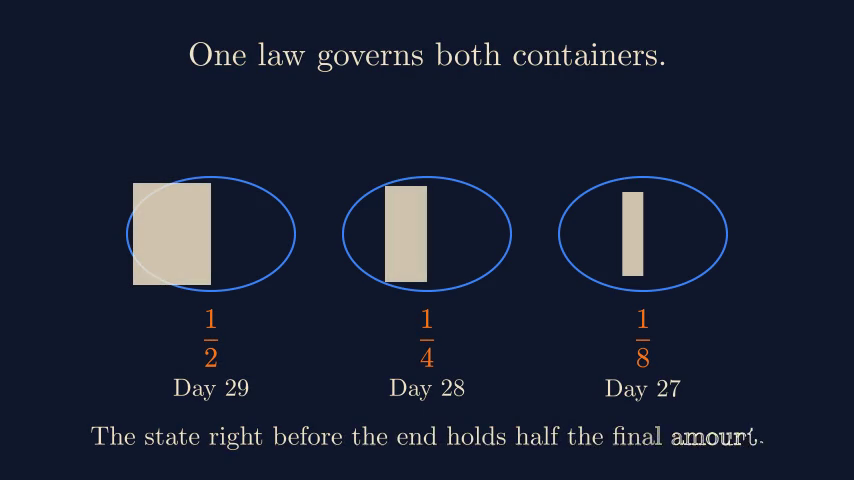 One law governs both containers.
1/2
1/4
1/8
Day 29
Day 28
Day 27
The state right before the end holds half the final amount.